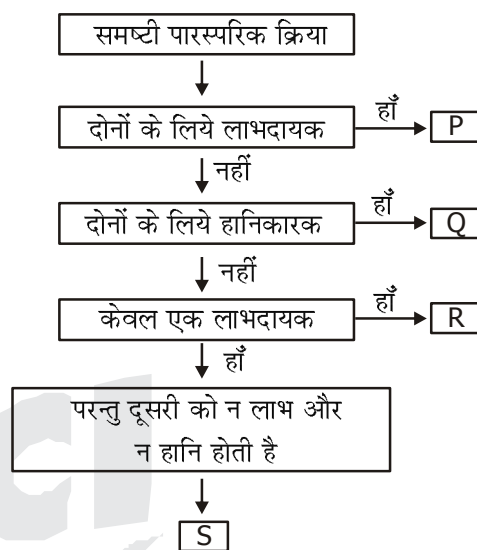 समष्टी पारस्परिक क्रिया
दोनों के लिये लाभदायक
हाँ
P
नहीं
दोनों के लिये हानिकारक
हाँ
Q
नहीं
केवल एक लाभदायक
हाँ
R
हाँ
परन्तु दूसरी को न लाभ और
न हानि होती है
S